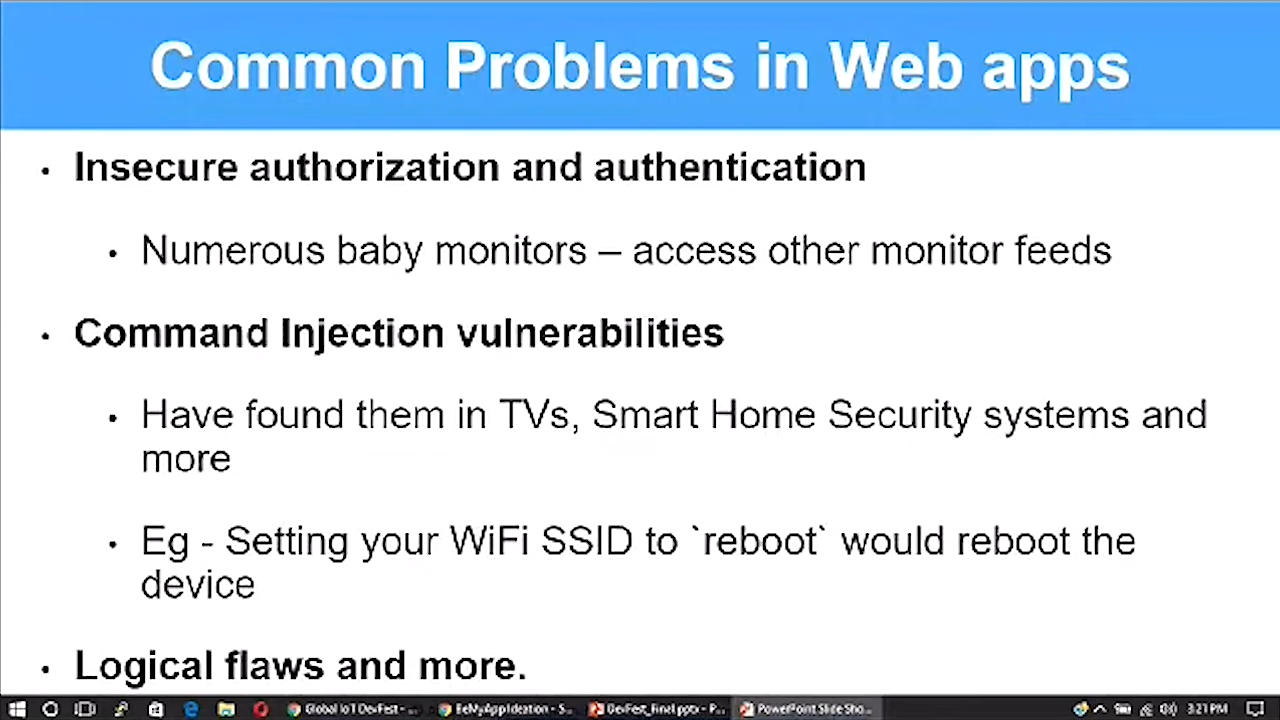 Common Problems in Web apps
• Insecure authorization and authentication
• Numerous baby monitors – access other monitor feeds
• Command Injection vulnerabilities
• Have found them in TVs, Smart Home Security systems and
more
• Eg - Setting your WiFi SSID to `reboot` would reboot the
device
• Logical flaws and more.
Global IoT DevFest - ... EeMyAppIdeation - S... DevFest_Final.pptx - P... PowerPoint Slide Sho... 3:21 PM